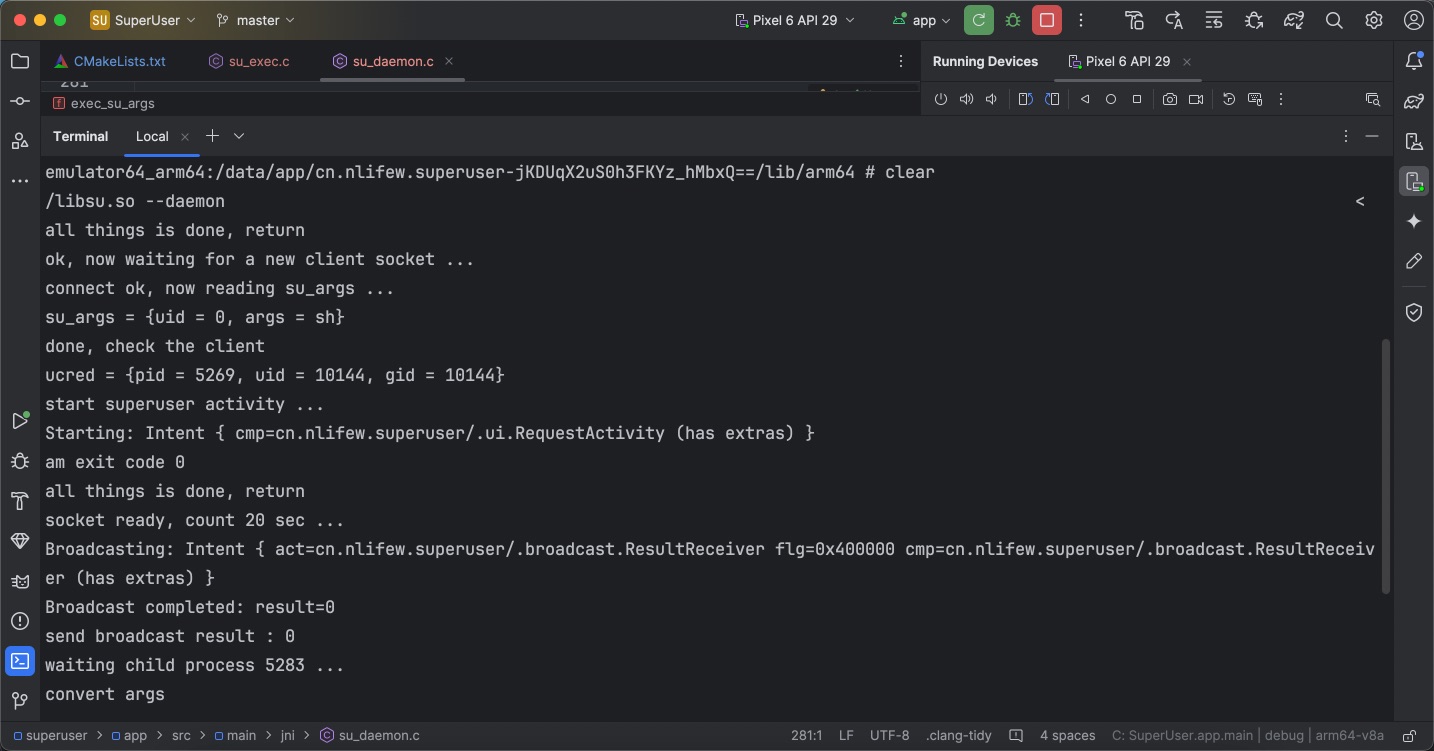 SU SuperUser master Pixel 6 API 29 app
CMakeLists.txt su_exec.c su_daemon.c Running Devices Pixel 6 API 29
exec_su_args
Terminal Local
emulator64_arm64:/data/app/cn.nlifew.superuser-jKDUqX2uS0h3FKYz_hMbxQ==/lib/arm64 # clear
/libsu.so --daemon <
all things is done, return
ok, now waiting for a new client socket ...
connect ok, now reading su_args ...
su_args = {uid = 0, args = sh}
done, check the client
ucred = {pid = 5269, uid = 10144, gid = 10144}
start superuser activity ...
Starting: Intent { cmp=cn.nlifew.superuser/.ui.RequestActivity (has extras) }
am exit code 0
all things is done, return
socket ready, count 20 sec ...
Broadcasting: Intent { act=cn.nlifew.superuser/.broadcast.ResultReceiver flg=0x400000 cmp=cn.nlifew.superuser/.broadcast.ResultReceiv
er (has extras) }
Broadcast completed: result=0
send broadcast result : 0
waiting child process 5283 ...
convert args
superuser > app > src > main > jni > su_daemon.c 281:1 LF UTF-8 .clang-tidy 4 spaces C: SuperUser.app.main | debug | arm64-v8a